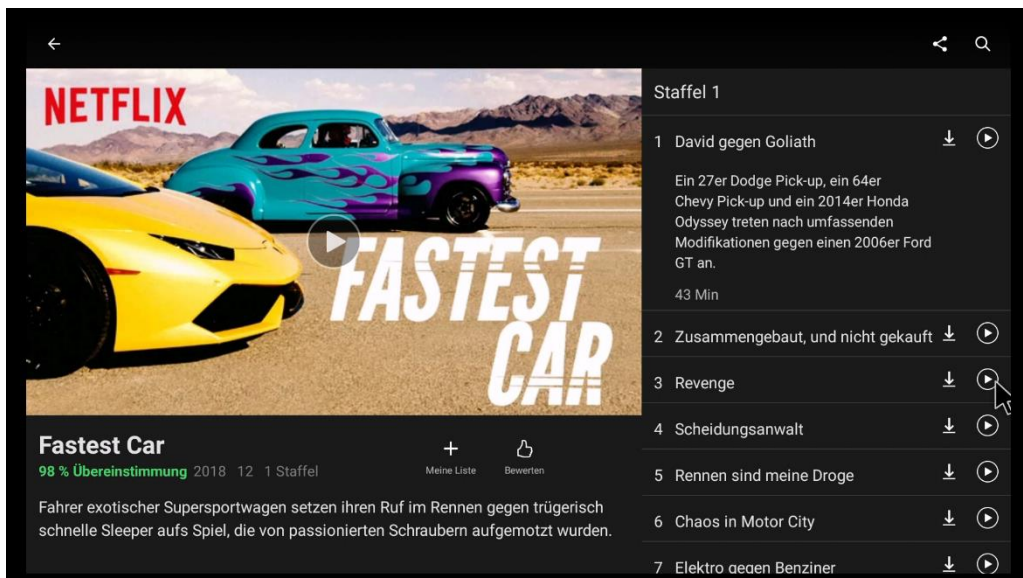 NETFLIX
FASTEST
CAR
Fastest Car
98 % Übereinstimmung 2018 12 1 Staffel
Meine Liste
Bewerten
Fahrer exotischer Supersportwagen setzen ihren Ruf im Rennen gegen trügerisch
schnelle Sleeper aufs Spiel, die von passionierten Schraubern aufgemotzt wurden.
Staffel 1
1 David gegen Goliath
Ein 27er Dodge Pick-up, ein 64er
Chevy Pick-up und ein 2014er Honda
Odyssey treten nach umfassenden
Modifikationen gegen einen 2006er Ford
GT an.
43 Min
2 Zusammengebaut, und nicht gekauft
3 Revenge
4 Scheidungsanwalt
5 Rennen sind meine Droge
6 Chaos in Motor City
7 Elektro gegen Benziner